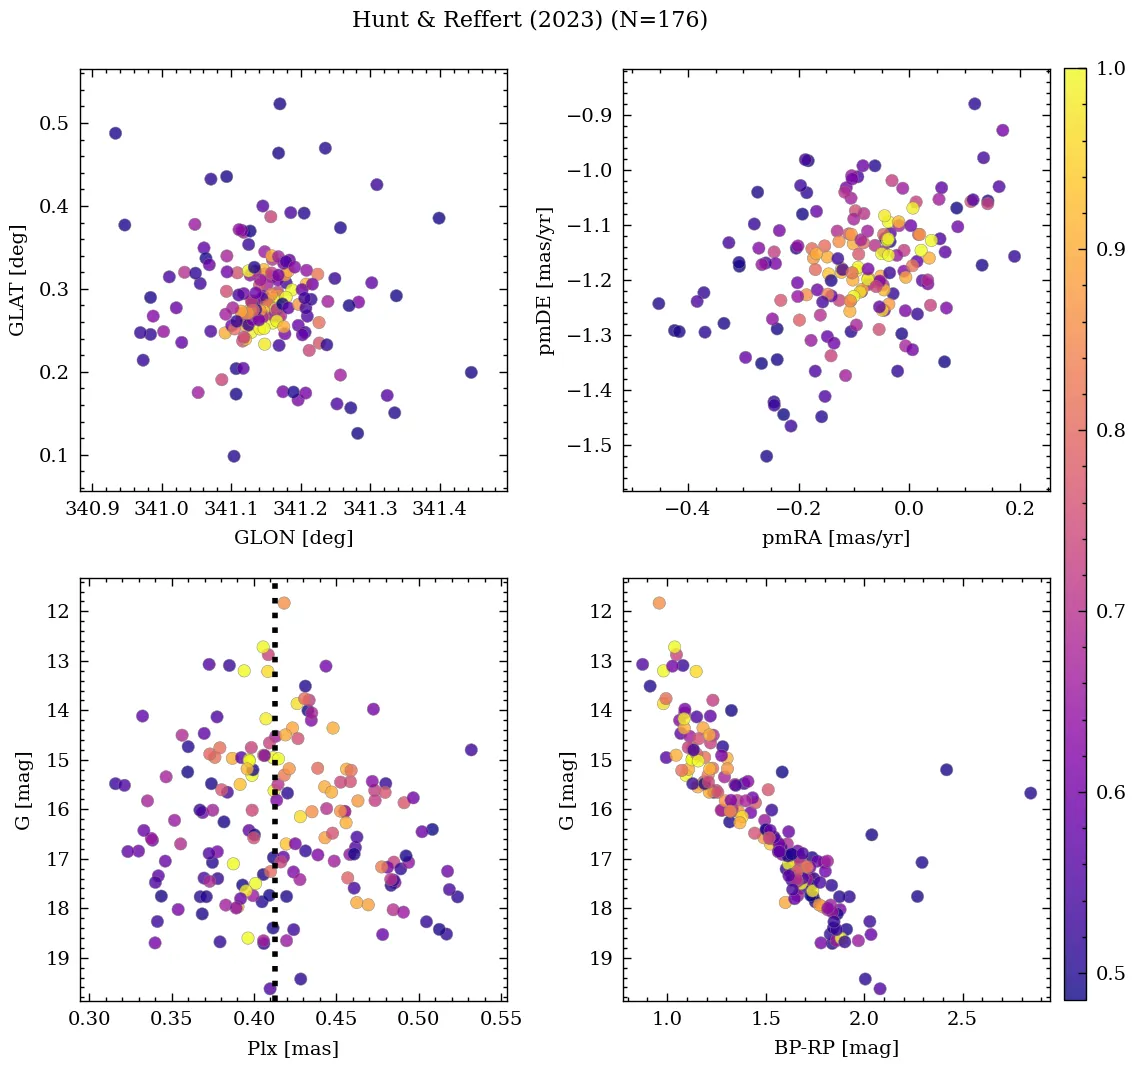 Hunt & Reffert (2023) (N=176)
0.5
0.4
0.3
0.2
0.1
GLAT [deg]
340.9 341.0 341.1 341.2 341.3 341.4
GLON [deg]
−0.9
−1.0
−1.1
−1.2
−1.3
−1.4
−1.5
pmDE [mas/yr]
−0.4 −0.2 0.0 0.2
pmRA [mas/yr]
1.0
0.9
0.8
0.7
0.6
0.5
12
13
14
15
16
17
18
19
G [mag]
0.30 0.35 0.40 0.45 0.50 0.55
Plx [mas]
12
13
14
15
16
17
18
19
G [mag]
1.0 1.5 2.0 2.5
BP-RP [mag]